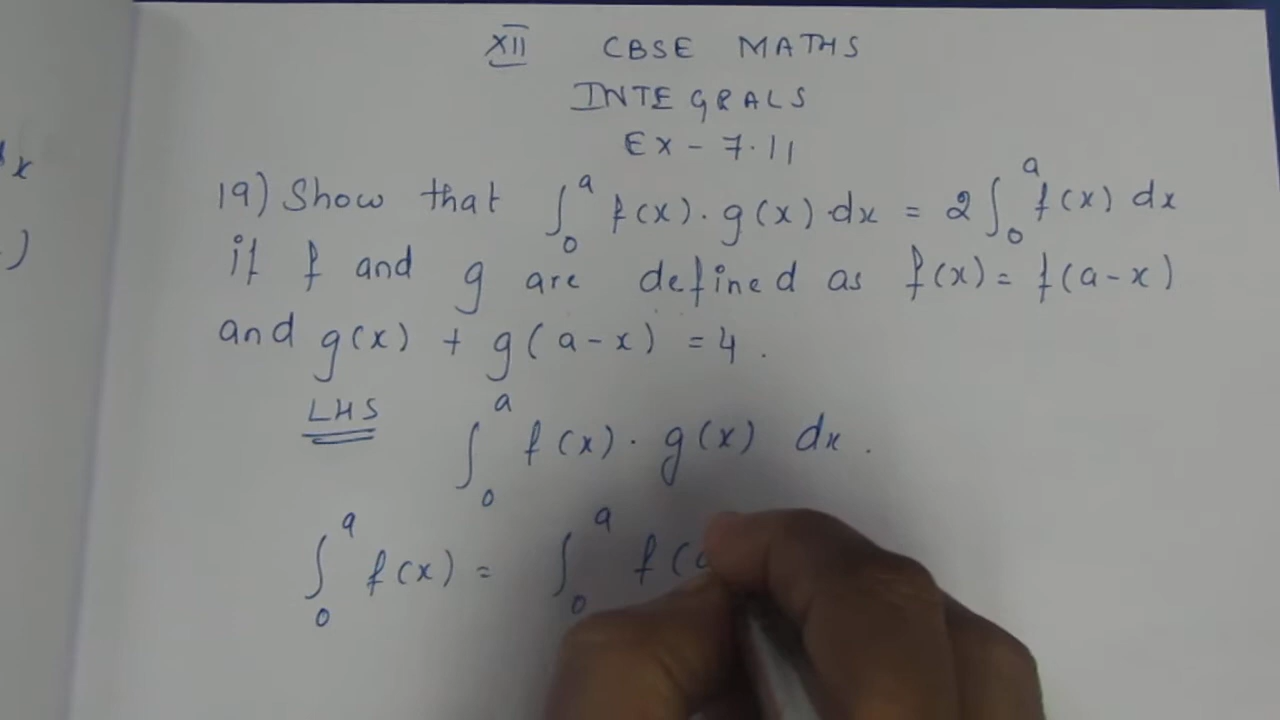 XII CBSE MATHS
INTEGRALS
Ex - 7.11
19) Show that ∫₀ᵃ f(x) · g(x) · dx = 2 ∫₀ᵃ f(x) dx
if f and g are defined as f(x) = f(a-x)
and g(x) + g(a-x) = 4.
LHS
∫₀ᵃ f(x) · g(x) dx.
∫₀ᵃ f(x) = ∫₀ᵃ f(
x
)